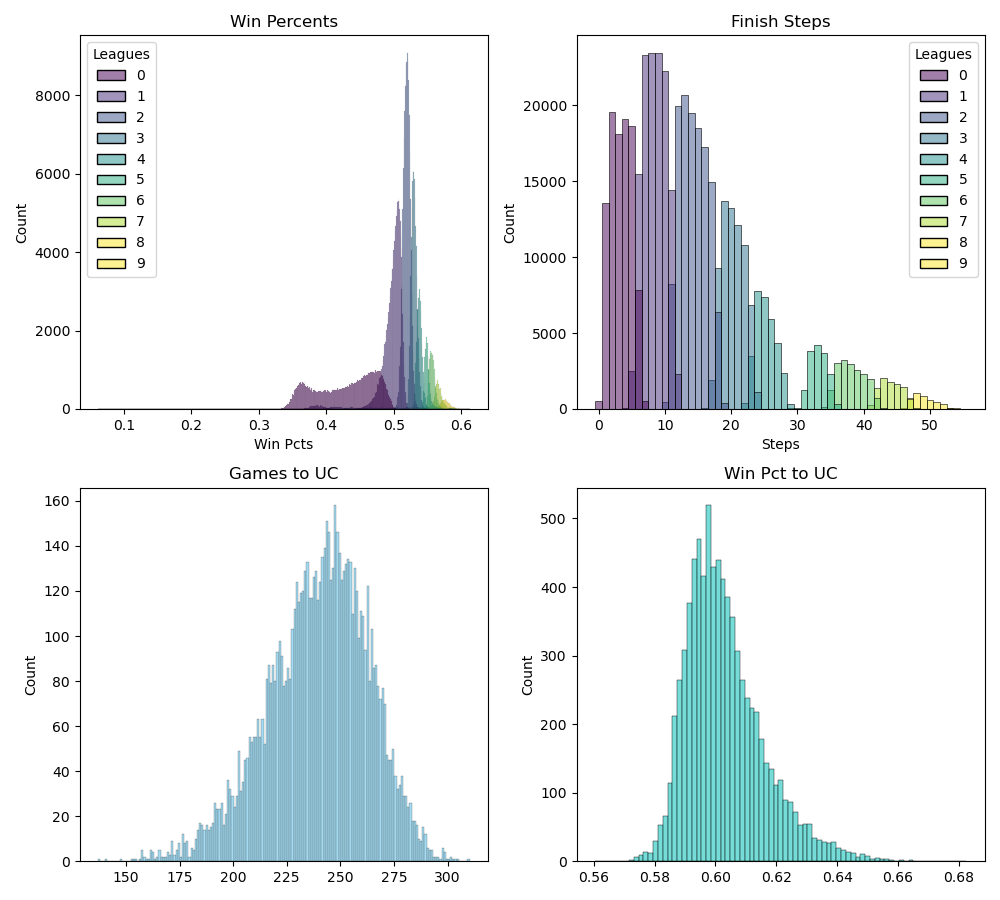 Win Percents
Leagues
0
1
2
3
4
5
6
7
8
9
8000
6000
4000
2000
0
Count
0.1 0.2 0.3 0.4 0.5 0.6
Win Pcts
Finish Steps
Leagues
0
1
2
3
4
5
6
7
8
9
20000
15000
10000
5000
0
Count
0 10 20 30 40 50
Steps
Games to UC
160
140
120
100
80
60
40
20
0
Count
150 175 200 225 250 275 300
Win Pct to UC
500
400
300
200
100
0
Count
0.56 0.58 0.60 0.62 0.64 0.66 0.68